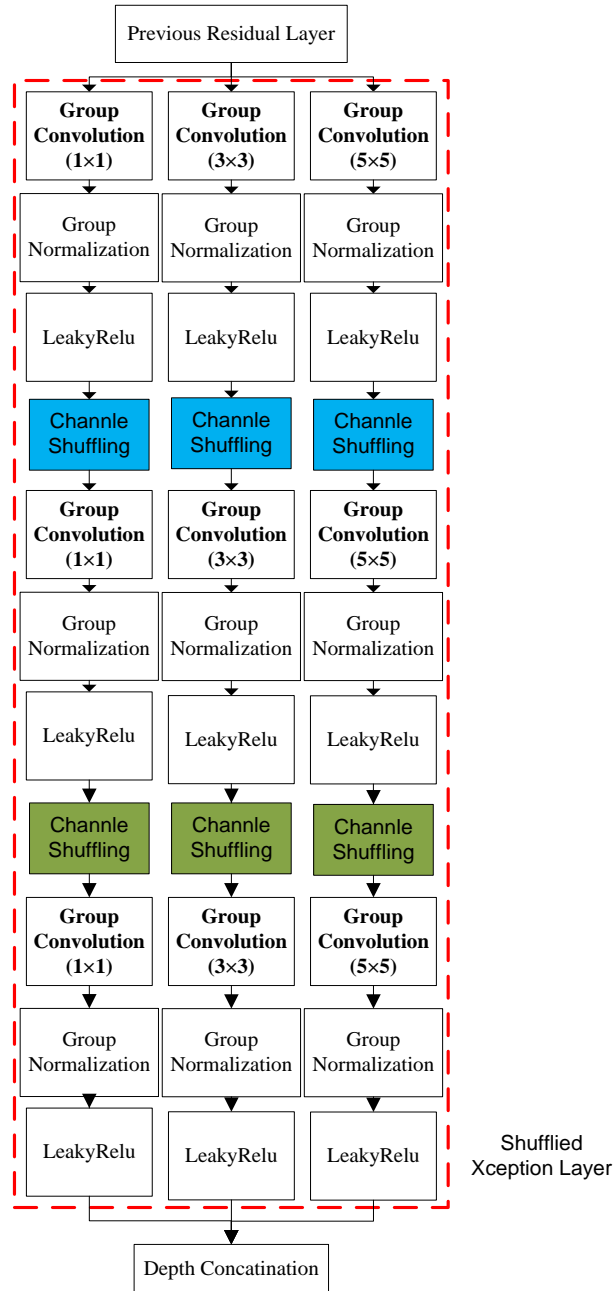 Previous Residual Layer
Group
Convolution
(1×1)
Group
Convolution
(3×3)
Group
Convolution
(5×5)
Group
Normalization
Group
Normalization
Group
Normalization
LeakyRelu
LeakyRelu
LeakyRelu
Channle
Shuffling
Channle
Shuffling
Channle
Shuffling
Group
Convolution
(1×1)
Group
Convolution
(3×3)
Group
Convolution
(5×5)
Group
Normalization
Group
Normalization
Group
Normalization
LeakyRelu
LeakyRelu
LeakyRelu
Channle
Shuffling
Channle
Shuffling
Channle
Shuffling
Group
Convolution
(1×1)
Group
Convolution
(3×3)
Group
Convolution
(5×5)
Group
Normalization
Group
Normalization
Group
Normalization
LeakyRelu
LeakyRelu
LeakyRelu
Shufflied
Xception Layer
Depth Concatination